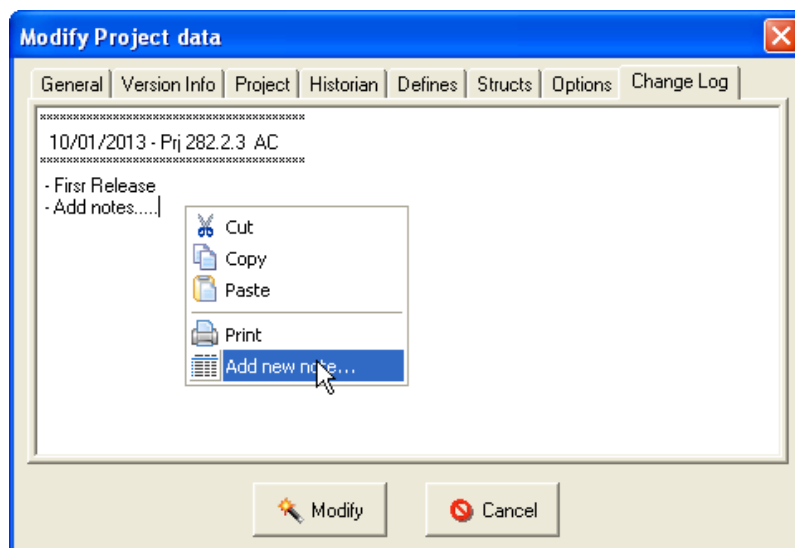 Modify Project data
General Version Info Project Historian Defines Structs Options Change Log
****************************************
10/01/2013 - Prj 282.2.3 AC
****************************************
- Firsr Release
- Add notes.....
Cut
Copy
Paste
Print
Add new note...
Modify Cancel